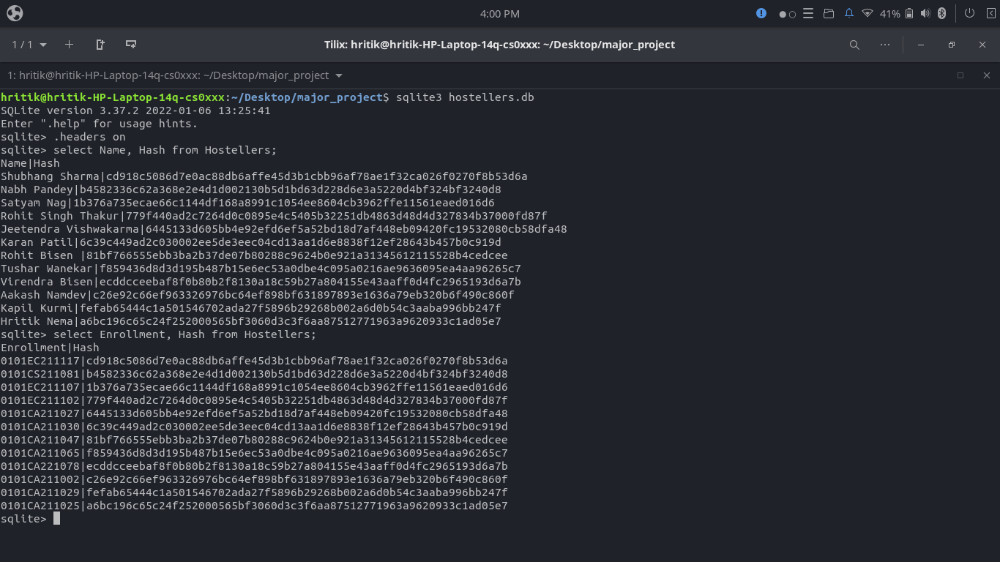 4:00 PM
41%
1 / 1
Tilix: hritik@hritik-HP-Laptop-14q-cs0xxx: ~/Desktop/major_project
1: hritik@hritik-HP-Laptop-14q-cs0xxx: ~/Desktop/major_project
hritik@hritik-HP-Laptop-14q-cs0xxx:~/Desktop/major_project$ sqlite3 hostellers.db
SQLite version 3.37.2 2022-01-06 13:25:41
Enter ".help" for usage hints.
sqlite> .headers on
sqlite> select Name, Hash from Hostellers;
Name|Hash
Shubhang Sharma|cd918c5086d7e0ac88db6affe45d3b1cbb96af78ae1f32ca026f0270f8b53d6a
Nabh Pandey|b4582336c62a368e2e4d1d002130b5d1bd63d228d6e3a5220d4bf324bf3240d8
Satyam Nag|1b376a735ecae66c1144df168a8991c1054ee8604cb3962ffe11561eaed016d6
Rohit Singh Thakur|779f440ad2c7264d0c0895e4c5405b32251db4863d48d4d327834b37000fd87f
Jeetendra Vishwakarma|6445133d605bb4e92efd6ef5a52bd18d7af448eb09420fc19532080cb58dfa48
Karan Patil|6c39c449ad2c030002ee5de3eec04cd13aa1d6e8838f12ef28643b457b0c919d
Rohit Bisen |81bf766555ebb3ba2b37de07b80288c9624b0e921a31345612115528b4cedcee
Tushar Wanekar|f859436d8d3d195b487b15e6ec53a0dbe4c095a0216ae9636095ea4aa96265c7
Virendra Bisen|ecddcceebaf8f0b80b2f8130a18c59b27a804155e43aaff0d4fc2965193d6a7b
Aakash Namdev|c26e92c66ef963326976bc64ef898bf631897893e1636a79eb320b6f490c860f
Kapil Kurmi|fefab65444c1a501546702ada27f5896b29268b002a6d0b54c3aaba996bb247f
Hritik Nema|a6bc196c65c24f252000565bf3060d3c3f6aa87512771963a9620933c1ad05e7
sqlite> select Enrollment, Hash from Hostellers;
Enrollment|Hash
0101EC211117|cd918c5086d7e0ac88db6affe45d3b1cbb96af78ae1f32ca026f0270f8b53d6a
0101CS211081|b4582336c62a368e2e4d1d002130b5d1bd63d228d6e3a5220d4bf324bf3240d8
0101EC211107|1b376a735ecae66c1144df168a8991c1054ee8604cb3962ffe11561eaed016d6
0101EC211102|779f440ad2c7264d0c0895e4c5405b32251db4863d48d4d327834b37000fd87f
0101CA211027|6445133d605bb4e92efd6ef5a52bd18d7af448eb09420fc19532080cb58dfa48
0101CA211030|6c39c449ad2c030002ee5de3eec04cd13aa1d6e8838f12ef28643b457b0c919d
0101CA211047|81bf766555ebb3ba2b37de07b80288c9624b0e921a31345612115528b4cedcee
0101CA211065|f859436d8d3d195b487b15e6ec53a0dbe4c095a0216ae9636095ea4aa96265c7
0101CA221078|ecddcceebaf8f0b80b2f8130a18c59b27a804155e43aaff0d4fc2965193d6a7b
0101CA211002|c26e92c66ef963326976bc64ef898bf631897893e1636a79eb320b6f490c860f
0101CA211029|fefab65444c1a501546702ada27f5896b29268b002a6d0b54c3aaba996bb247f
0101CA211025|a6bc196c65c24f252000565bf3060d3c3f6aa87512771963a9620933c1ad05e7
sqlite>